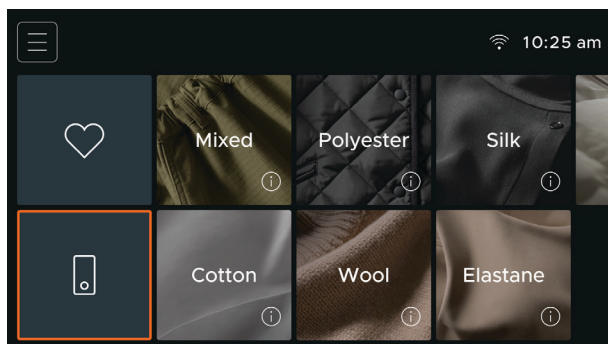 10:25 am
Mixed
Polyester
Silk
Cotton
Wool
Elastane